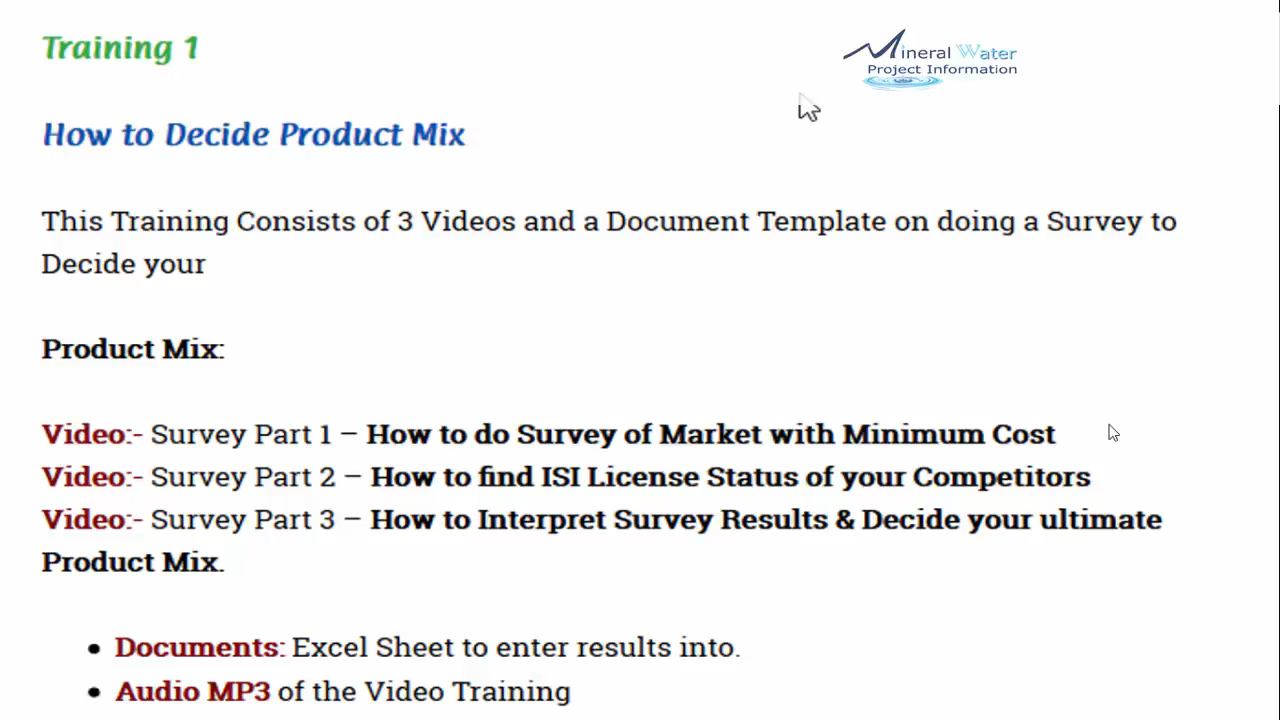 Training 1
Mineral Water
Project Information
How to Decide Product Mix
This Training Consists of 3 Videos and a Document Template on doing a Survey to
Decide your
Product Mix:
Video:- Survey Part 1 – How to do Survey of Market with Minimum Cost
Video:- Survey Part 2 – How to find ISI License Status of your Competitors
Video:- Survey Part 3 – How to Interpret Survey Results & Decide your ultimate
Product Mix.
• Documents: Excel Sheet to enter results into.
• Audio MP3 of the Video Training